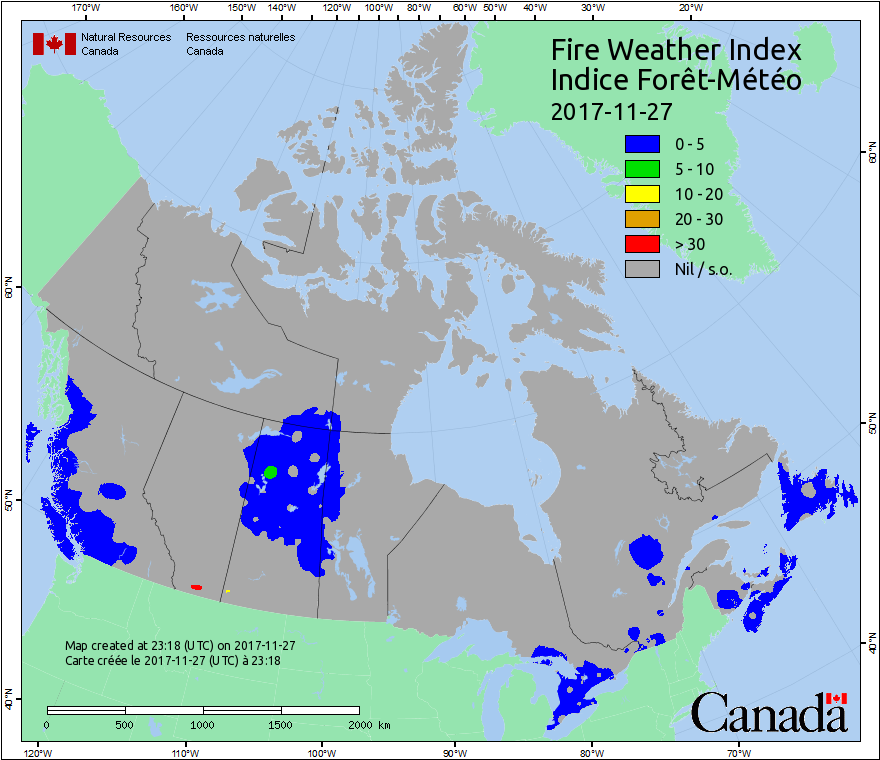 170°W 160°W 150°W 140°W 130°W 120°W 110°W 100°W 90°W 80°W 60°W 50°W 40°W 30°W 20°W
Natural Resources Ressources naturelles
Canada Canada
Fire Weather Index
Indice Forêt-Météo
2017-11-27
0 - 5
5 - 10
10 - 20
20 - 30
> 30
Nil / s.o.
60°N
60°N
50°N
50°N
40°N
40°N
Map created at 23:18 (UTC) on 2017-11-27
Carte créée le 2017-11-27 (UTC) à 23:18
0 500 1000 1500 2000 km
Canada
120°W 110°W 100°W 90°W 80°W 70°W